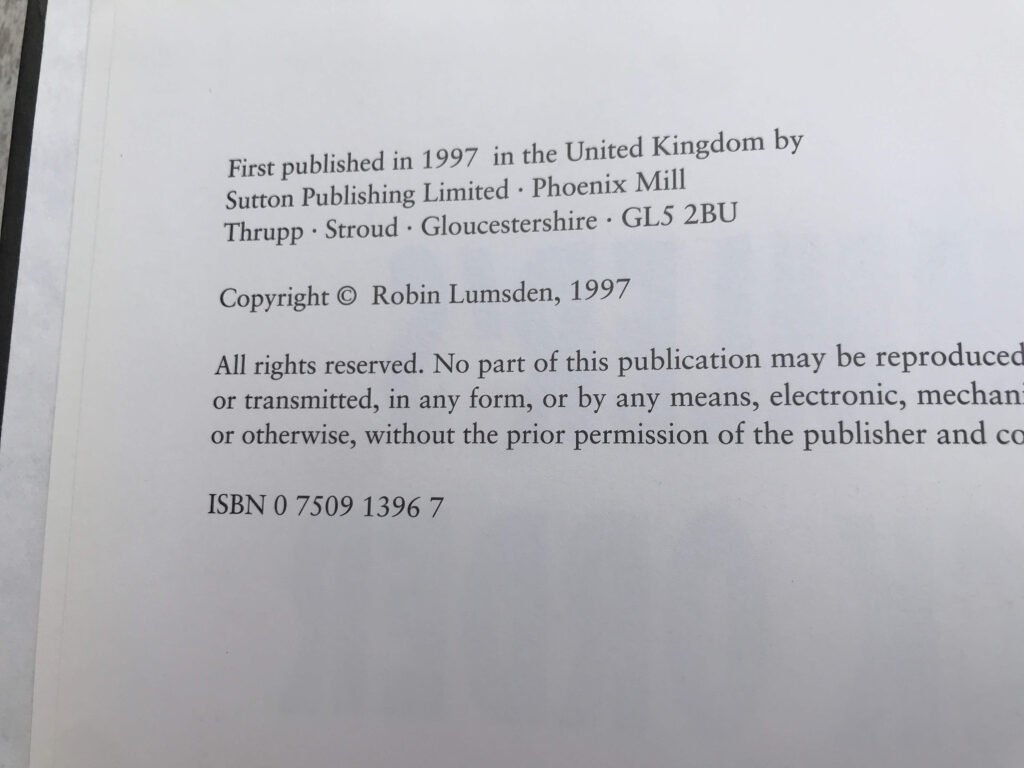 First published in 1997 in the United Kingdom by
Sutton Publishing Limited · Phoenix Mill
Thrupp · Stroud · Gloucestershire · GL5 2BU
Copyright © Robin Lumsden, 1997
All rights reserved. No part of this publication may be reproduced
or transmitted, in any form, or by any means, electronic, mechani
or otherwise, without the prior permission of the publisher and co
ISBN 0 7509 1396 7